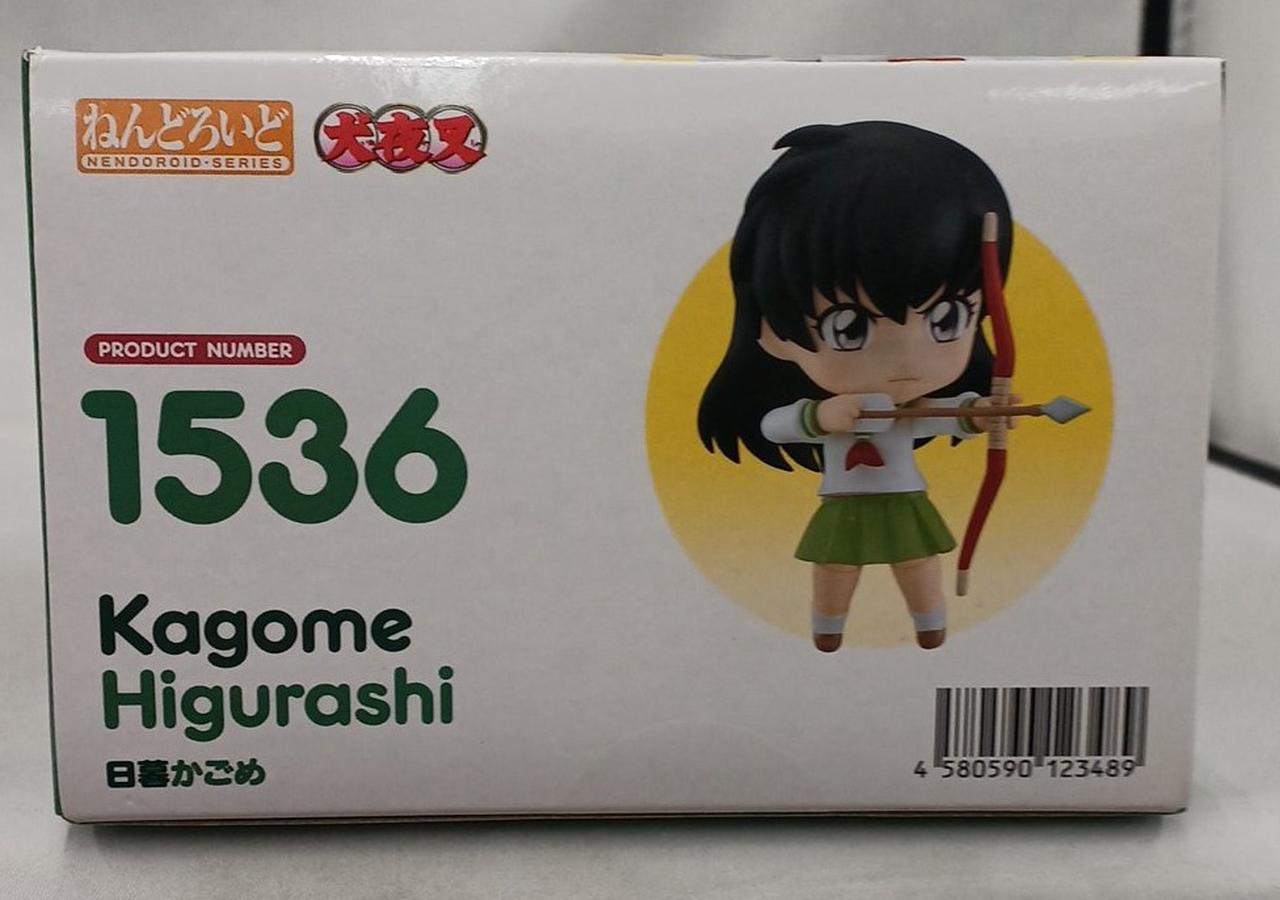 ねんどろいど
NENDOROID·SERIES
犬夜叉
PRODUCT NUMBER
1536
Kagome
Higurashi
日暮かごめ
4 580590 123489